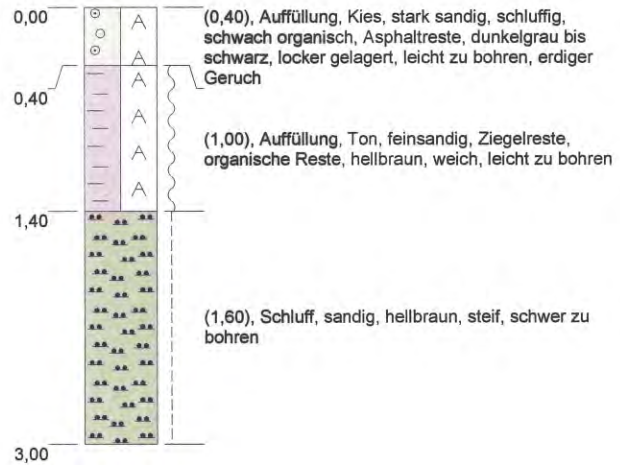 0,00
(0,40), Auffüllung, Kies, stark sandig, schluffig,
schwach organisch, Asphaltreste, dunkelgrau bis
schwarz, locker gelagert, leicht zu bohren, erdiger
Geruch
0,40
(1,00), Auffüllung, Ton, feinsandig, Ziegelreste,
organische Reste, hellbraun, weich, leicht zu bohren
1,40
(1,60), Schluff, sandig, hellbraun, steif, schwer zu
bohren
3,00
A
A
A
A
A
A